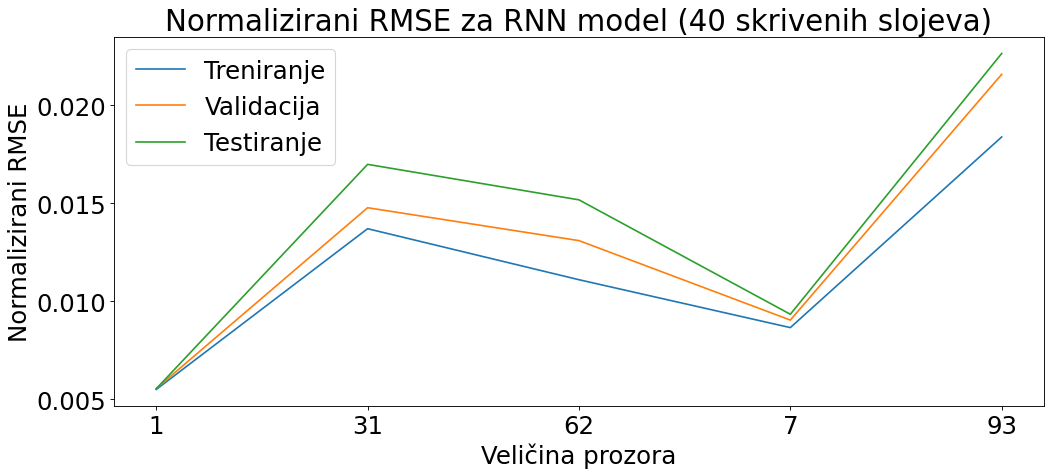 Normalizirani RMSE za RNN model (40 skrivenih slojeva)
Treniranje
Validacija
Testiranje
Normalizirani RMSE
0.020
0.015
0.010
0.005
1 31 62 7 93
Veličina prozora